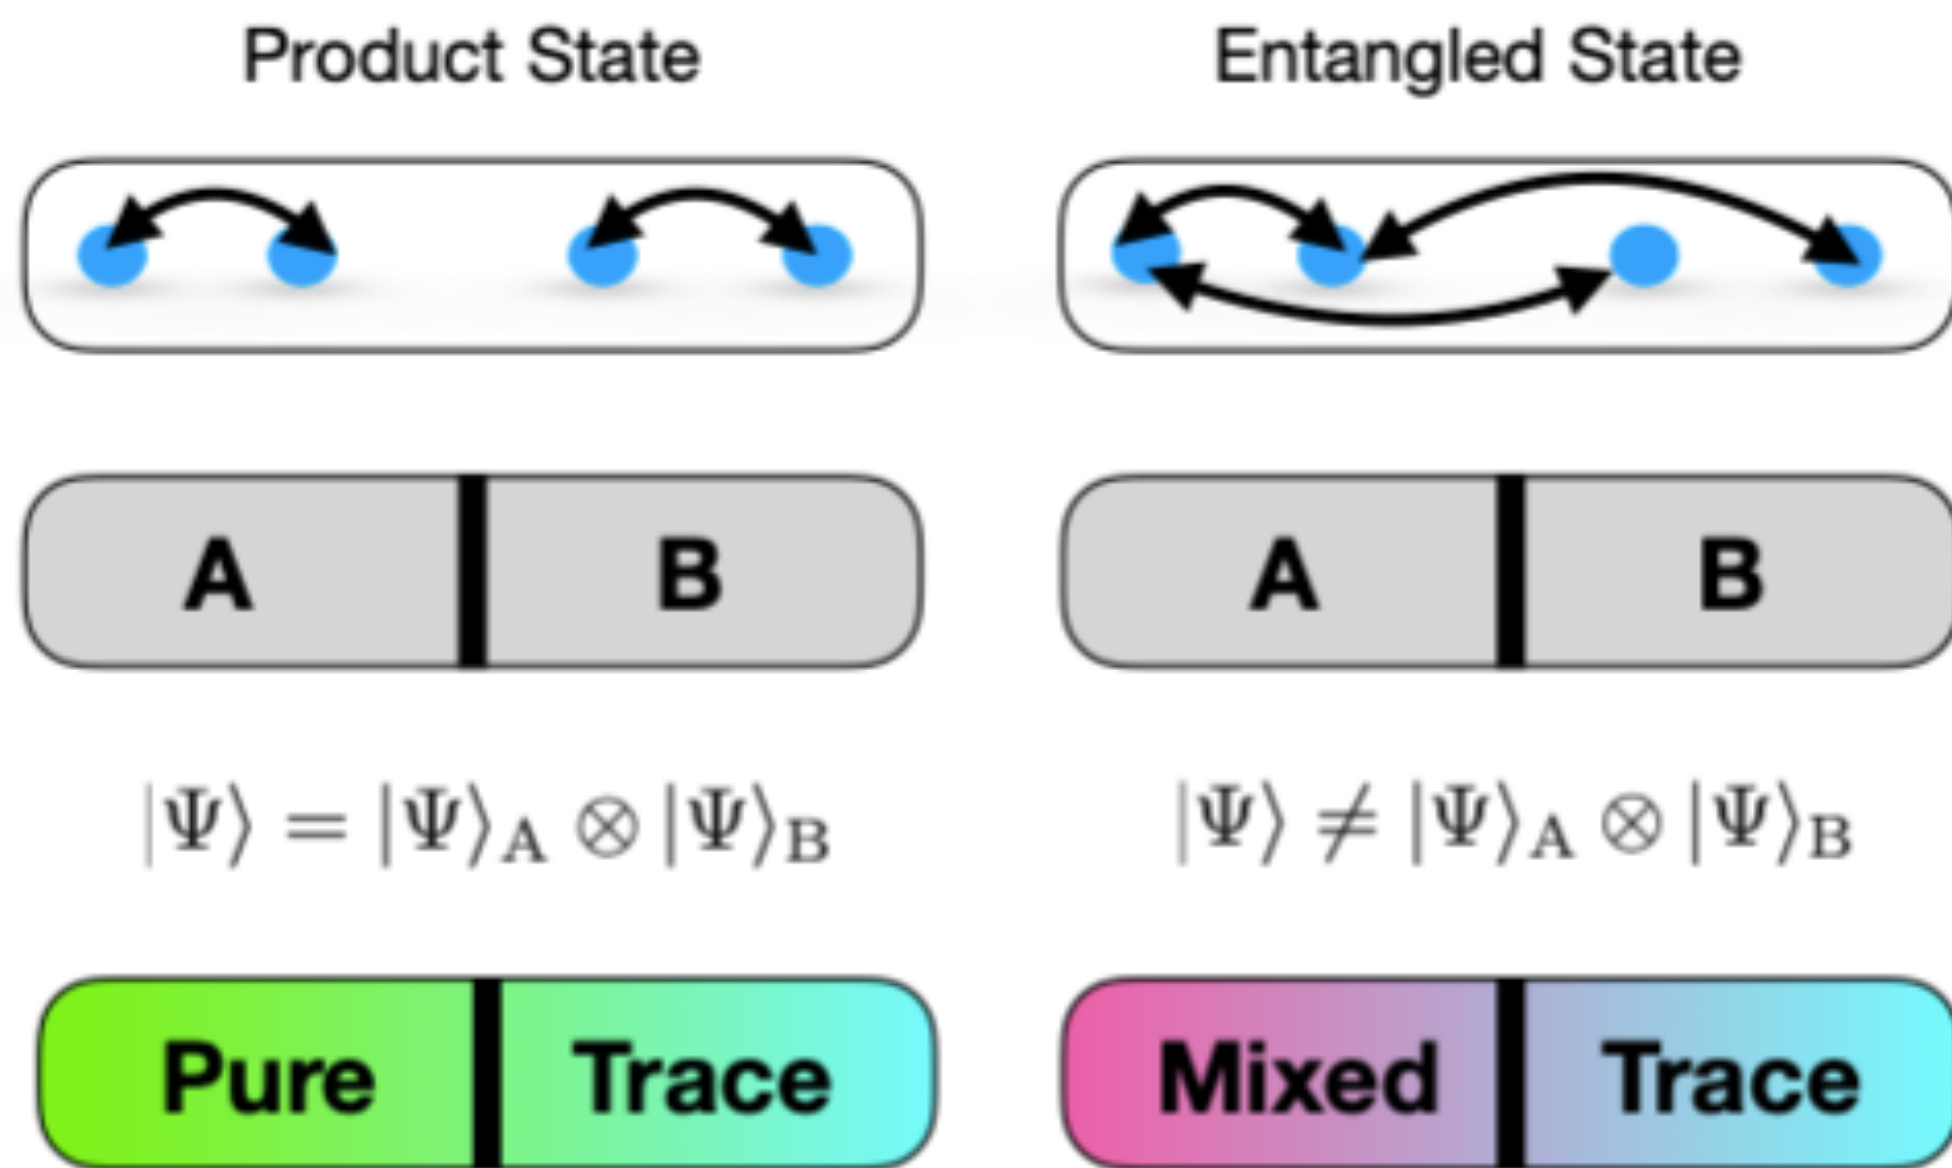 Product State
Entangled State
A B
A B
|Ψ⟩ = |Ψ⟩A ⊗ |Ψ⟩B
|Ψ⟩ ≠ |Ψ⟩A ⊗ |Ψ⟩B
Pure Trace
Mixed Trace